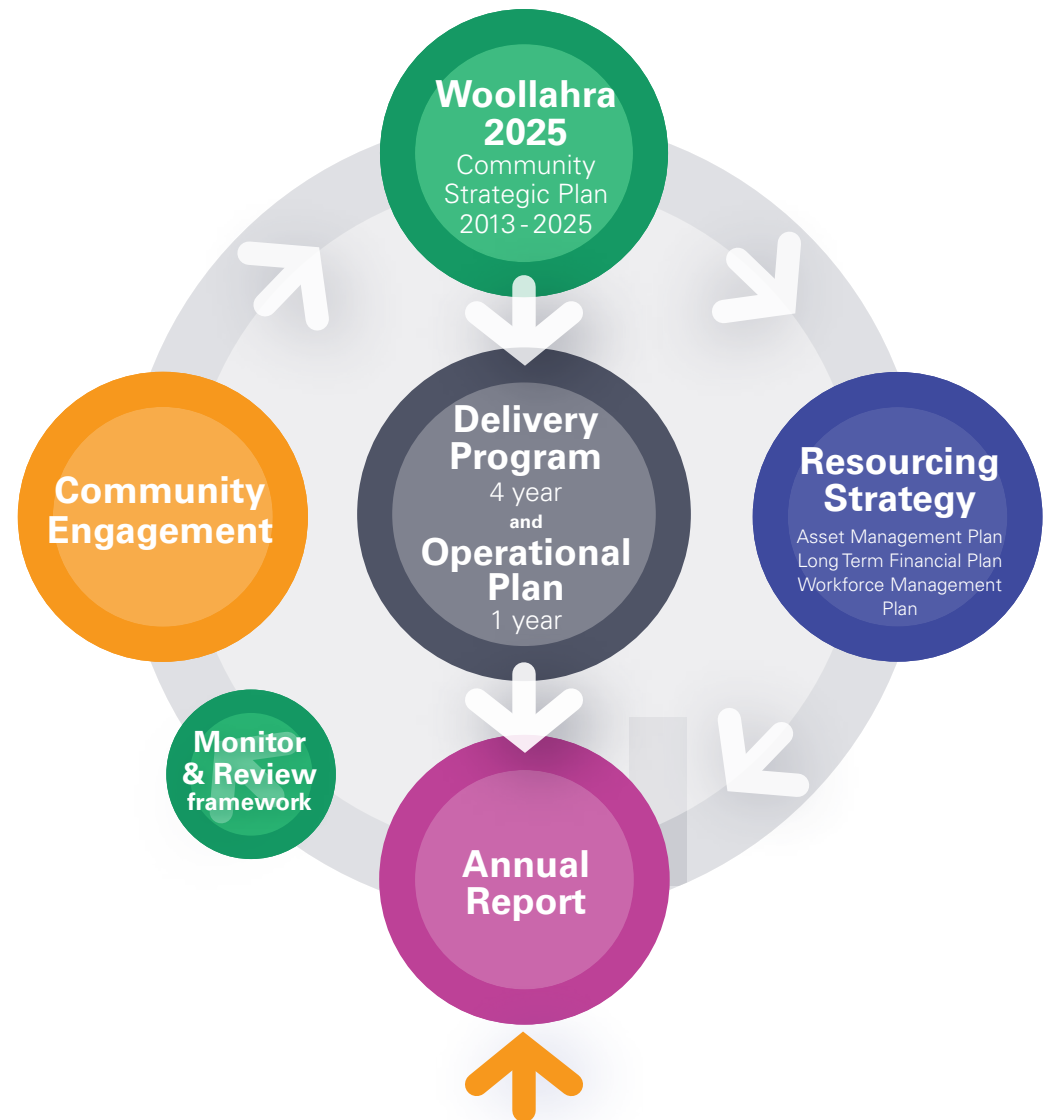 Woollahra
2025
Community
Strategic Plan
2013 - 2025
Delivery
Program
4 year
and
Operational
Plan
1 year
Community
Engagement
Resourcing
Strategy
Asset Management Plan
Long Term Financial Plan
Workforce Management
Plan
Monitor
& Review
framework
Annual
Report